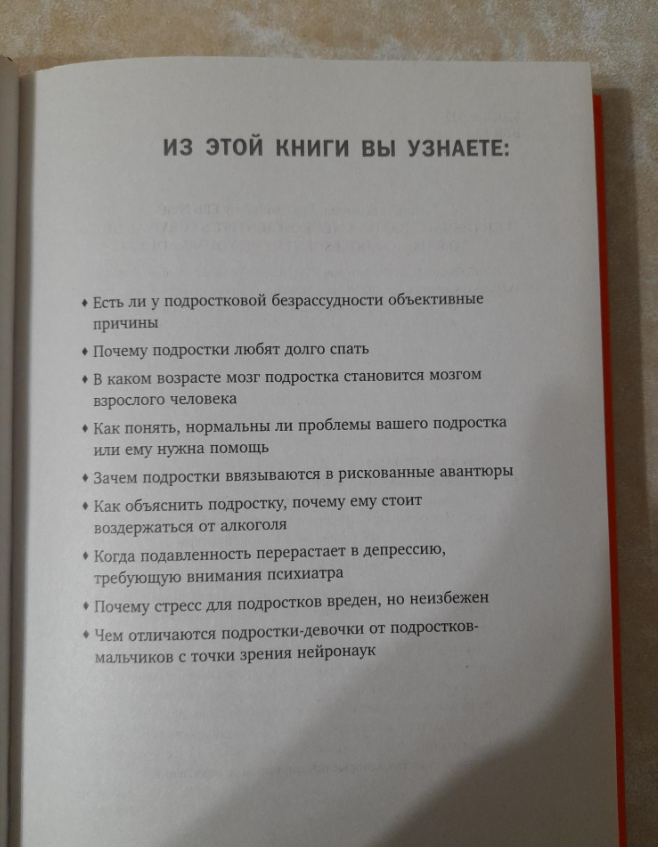 ИЗ ЭТОЙ КНИГИ ВЫ УЗНАЕТЕ:
♦ Есть ли у подростковой безрассудности объективные
причины
♦ Почему подростки любят долго спать
♦ В каком возрасте мозг подростка становится мозгом
взрослого человека
♦ Как понять, нормальны ли проблемы вашего подростка
или ему нужна помощь
♦ Зачем подростки ввязываются в рискованные авантюры
♦ Как объяснить подростку, почему ему стоит
воздержаться от алкоголя
♦ Когда подавленность перерастает в депрессию,
требующую внимания психиатра
♦ Почему стресс для подростков вреден, но неизбежен
♦ Чем отличаются подростки-девочки от подростков-
мальчиков с точки зрения нейронаук